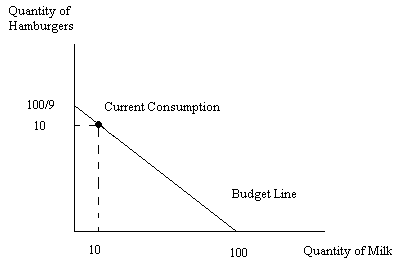 Quantity of
Hamburgers
100/9
Current Consumption
10
Budget Line
10
100
Quantity of Milk